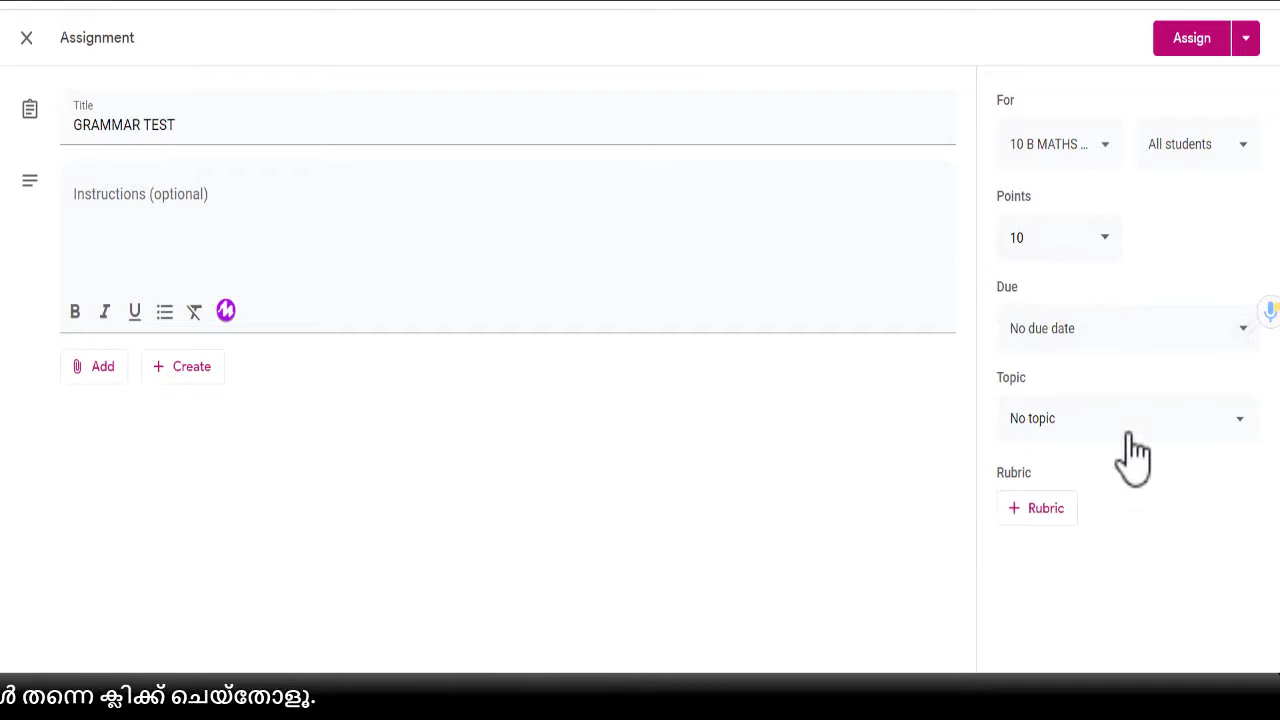 Assignment
Assign
Title
GRAMMAR TEST
Instructions (optional)
B I U
Add
Create
For
10 B MATHS ...
All students
Points
10
Due
No due date
Topic
No topic
Rubric
Rubric
തന്നെ ക്ലിക്ക് ചെയ്തോളൂ.